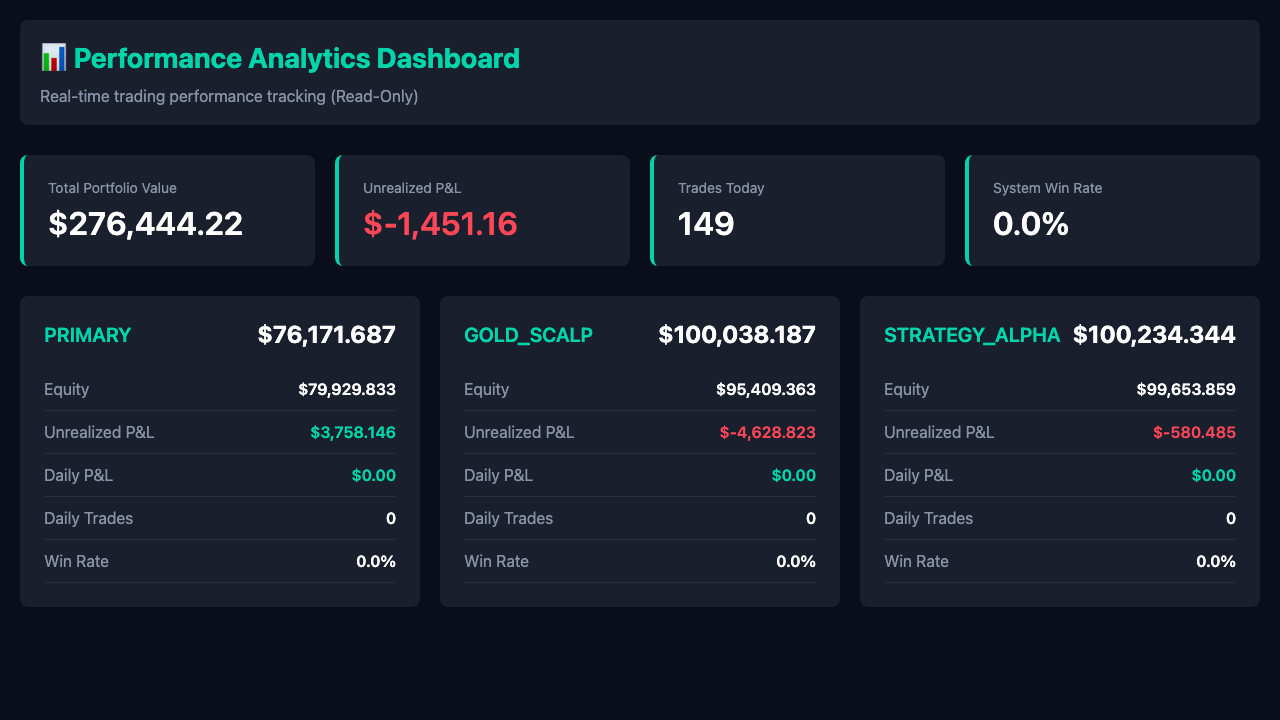 📊 Performance Analytics Dashboard
Real-time trading performance tracking (Read-Only)
Total Portfolio Value
$276,444.22
Unrealized P&L
$-1,451.16
Trades Today
149
System Win Rate
0.0%
PRIMARY $76,171.687
Equity $79,929.833
Unrealized P&L $3,758.146
Daily P&L $0.00
Daily Trades 0
Win Rate 0.0%
GOLD_SCALP $100,038.187
Equity $95,409.363
Unrealized P&L $-4,628.823
Daily P&L $0.00
Daily Trades 0
Win Rate 0.0%
STRATEGY_ALPHA $100,234.344
Equity $99,653.859
Unrealized P&L $-580.485
Daily P&L $0.00
Daily Trades 0
Win Rate 0.0%